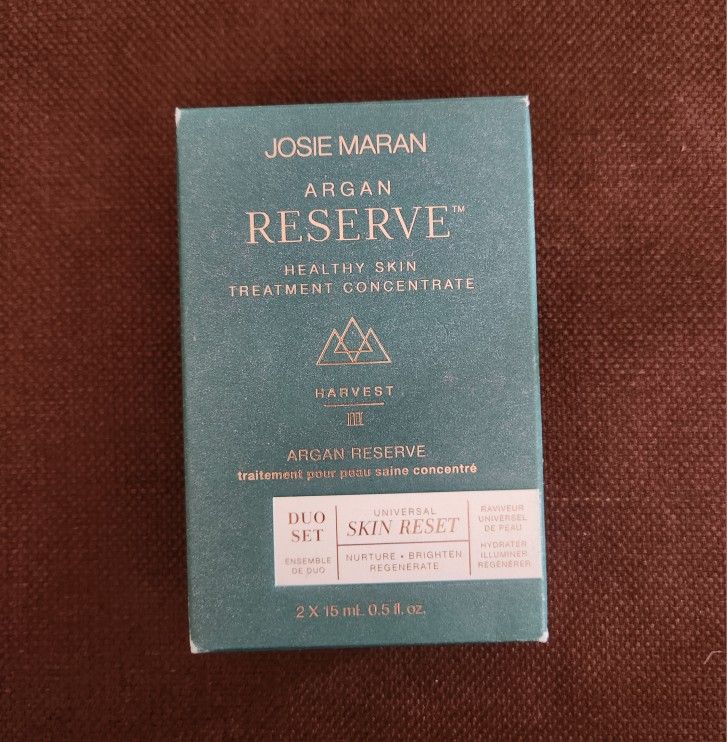 JOSIE MARAN
ARGAN
RESERVE™
HEALTHY SKIN
TREATMENT CONCENTRATE
HARVEST
III
ARGAN RESERVE
traitement pour peau saine concentré
DUO
SET
ENSEMBLE
DE DUO
UNIVERSAL
SKIN RESET
NURTURE • BRIGHTEN
REGENERATE
RAVIVEUR
UNIVERSEL
DE PEAU
HYDRATER
ILLUMINER
RÉGÉNÉRER
2 X 15 mL 0.5 fl. oz.